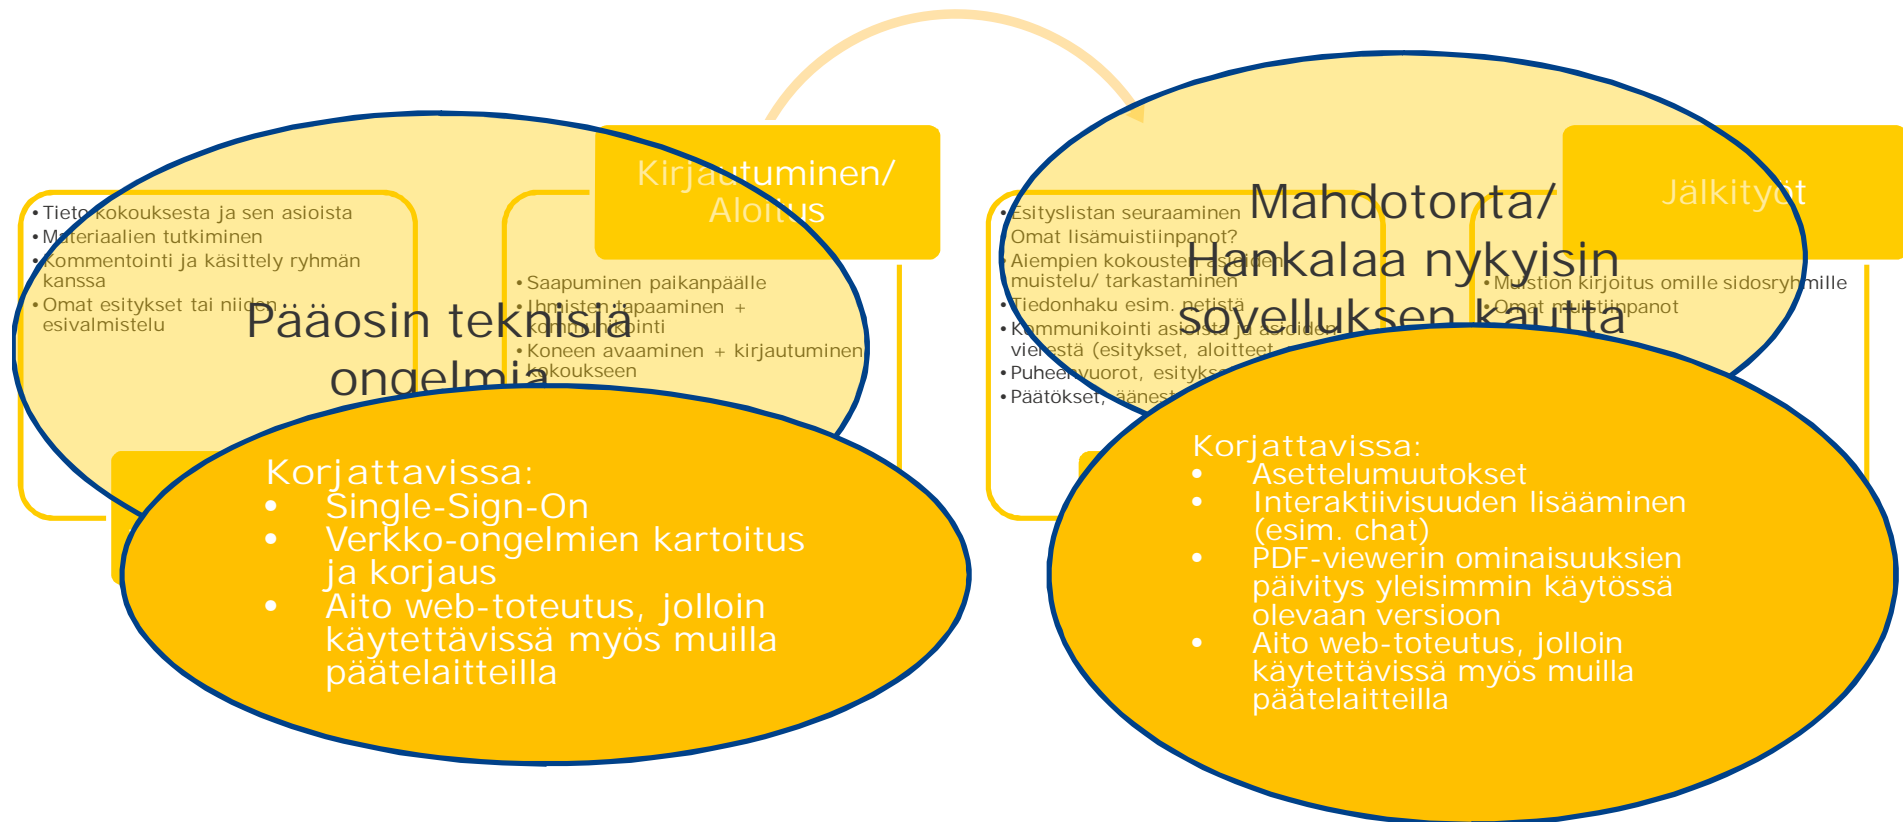 Kirjautuminen/
Aloitus
• Tieto kokouksesta ja sen asioista
• Materiaalien tutkiminen
• Kommentointi ja käsittely ryhmän
kanssa
• Omat esitykset tai niiden
esivalmistelu
• Saapuminen paikanpäälle
• Ihmisten tapaaminen +
kommunikointi
• Koneen avaaminen + kirjautuminen
kokoukseen
Pääosin teknisiä
ongelmia
Korjattavissa:
• Single-Sign-On
• Verkko-ongelmien kartoitus
ja korjaus
• Aito web-toteutus, jolloin
käytettävissä myös muilla
päätelaitteilla
Jälkityöt
• Esityslistan seuraaminen
Omat lisämuistiinpanot?
• Aiempien kokousten asioiden
muistelu/ tarkastaminen
• Tiedonhaku esim. netistä
• Kommunikointi asioista ja asioiden
vierestä (esitykset, aloitteet,
• Puheenvuorot,
• Päätökset,
• Muistion kirjoitus omille sidosryhmille
• Omat muistiinpanot
Mahdotonta/
Hankalaa nykyisin
sovelluksen kautta
Korjattavissa:
• Asettelumuutokset
• Interaktiivisuuden lisääminen
(esim. chat)
• PDF-viewerin ominaisuuksien
päivitys yleisimmin käytössä
olevaan versioon
• Aito web-toteutus, jolloin
käytettävissä myös muilla
päätelaitteilla